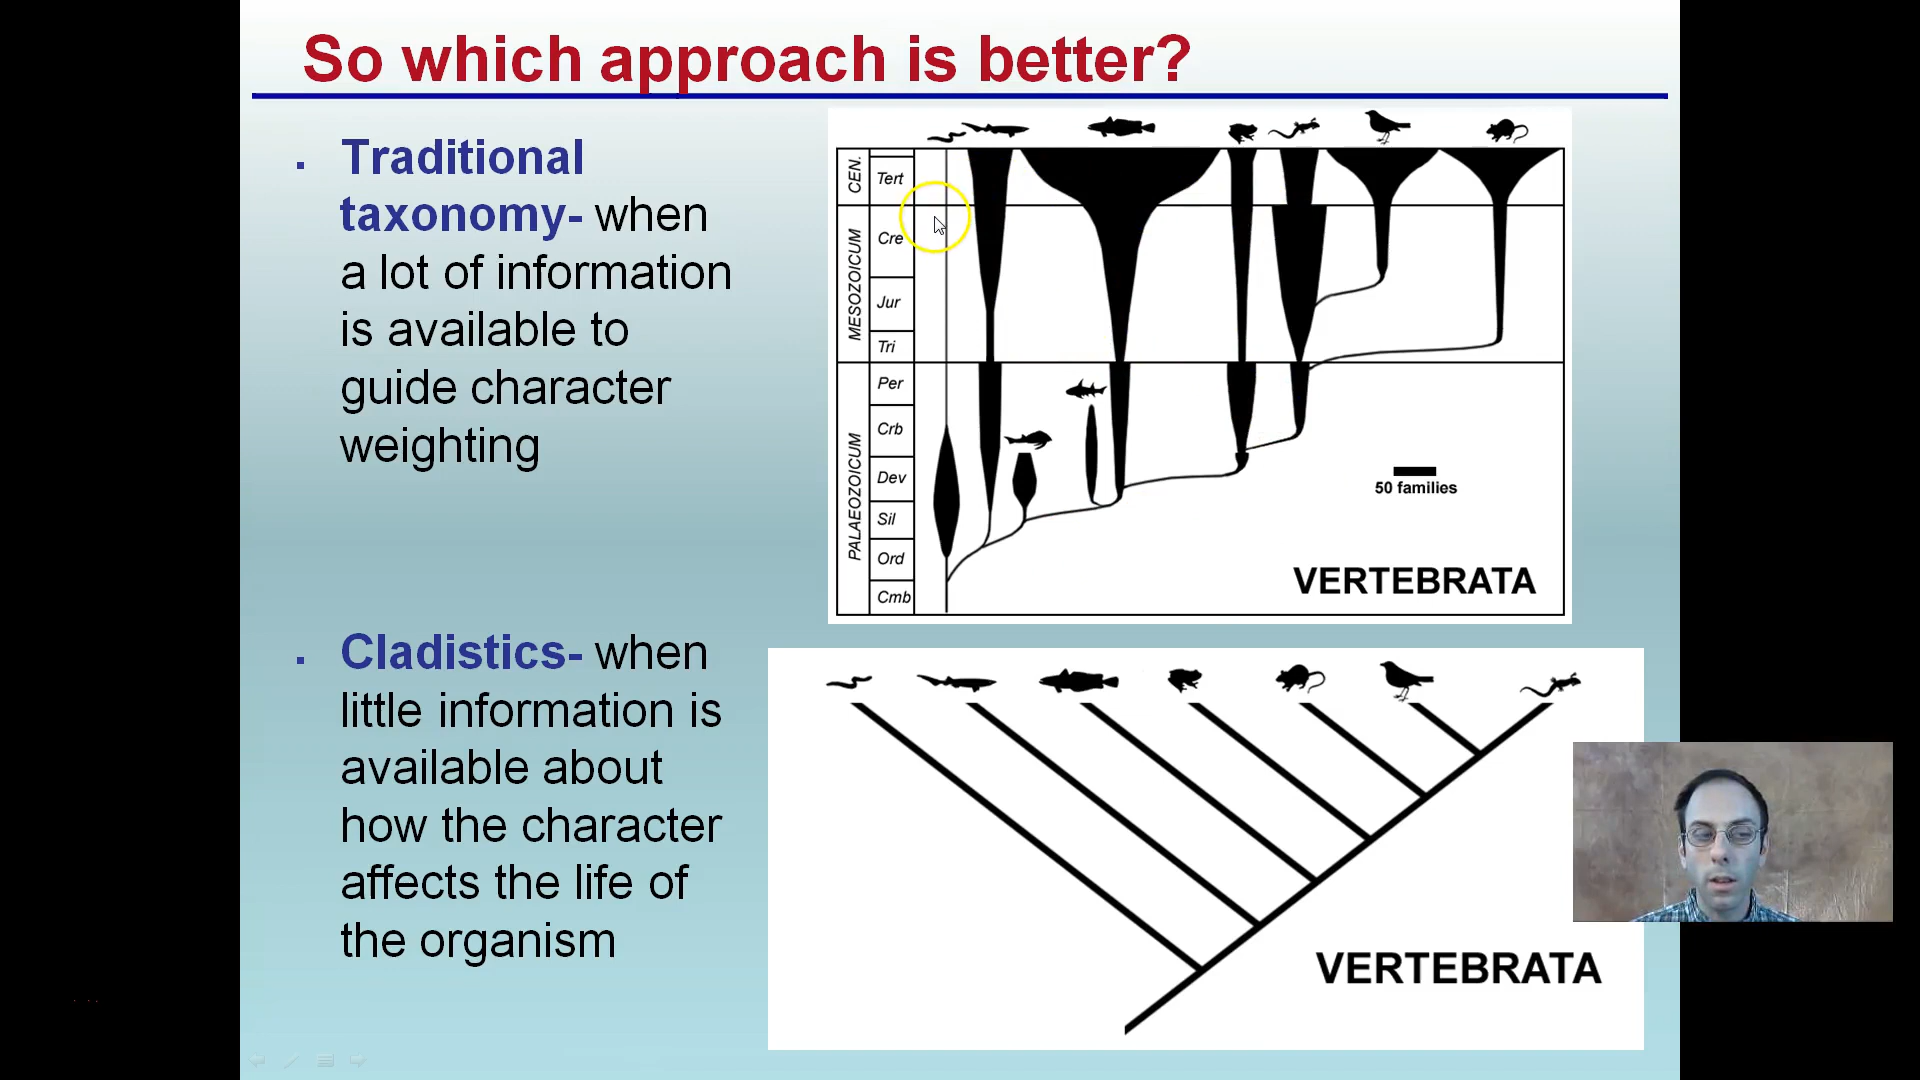 So which approach is better?
▪ Traditional
taxonomy- when
a lot of information
is available to
guide character
weighting
▪ Cladistics- when
little information is
available about
how the character
affects the life of
the organism
CEN.
Tert
MESOZOICUM
Cre
Jur
Tri
PALAEOZOICUM
Per
Crb
Dev
Sil
Ord
Cmb
50 families
VERTEBRATA
VERTEBRATA